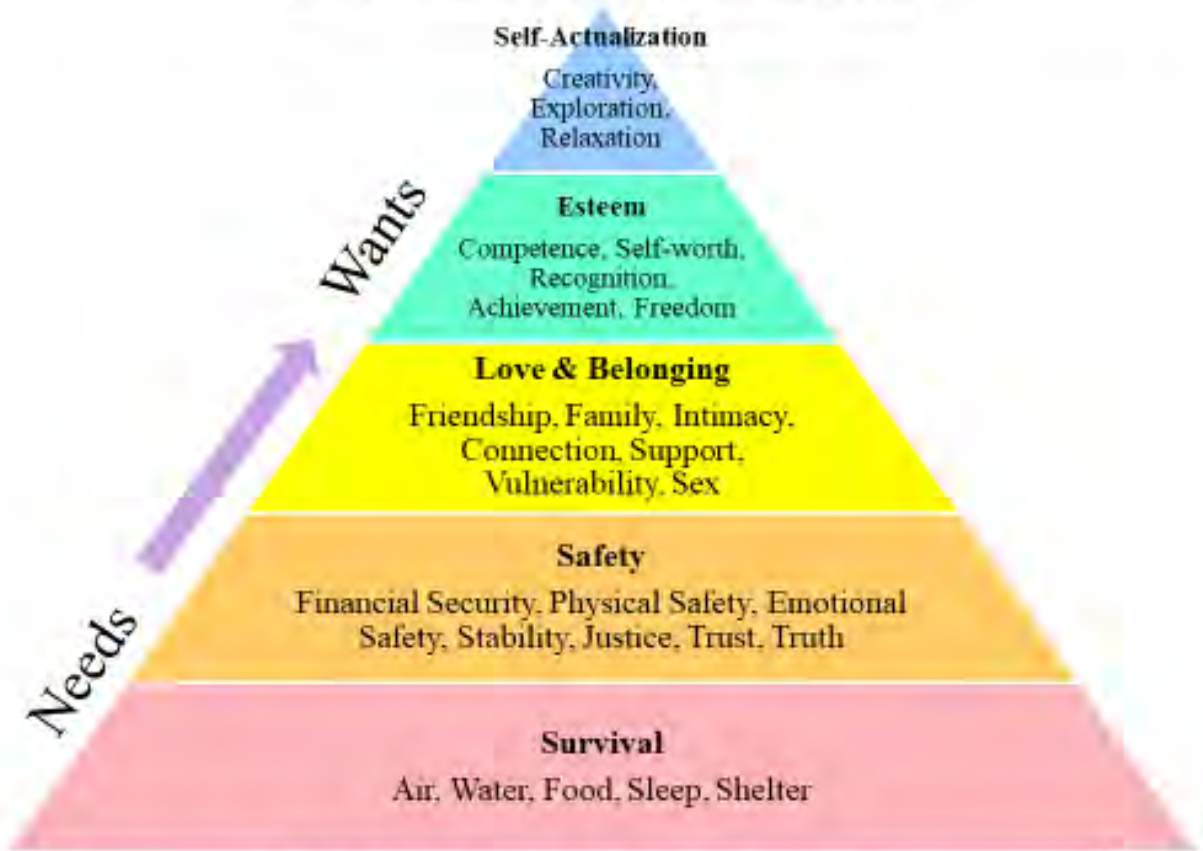 Self-Actualization
Creativity,
Exploration,
Relaxation
Wants
Esteem
Competence, Self-worth,
Recognition,
Achievement, Freedom
Love & Belonging
Friendship, Family, Intimacy,
Connection, Support,
Vulnerability, Sex
Needs
Safety
Financial Security, Physical Safety, Emotional
Safety, Stability, Justice, Trust, Truth
Survival
Air, Water, Food, Sleep, Shelter